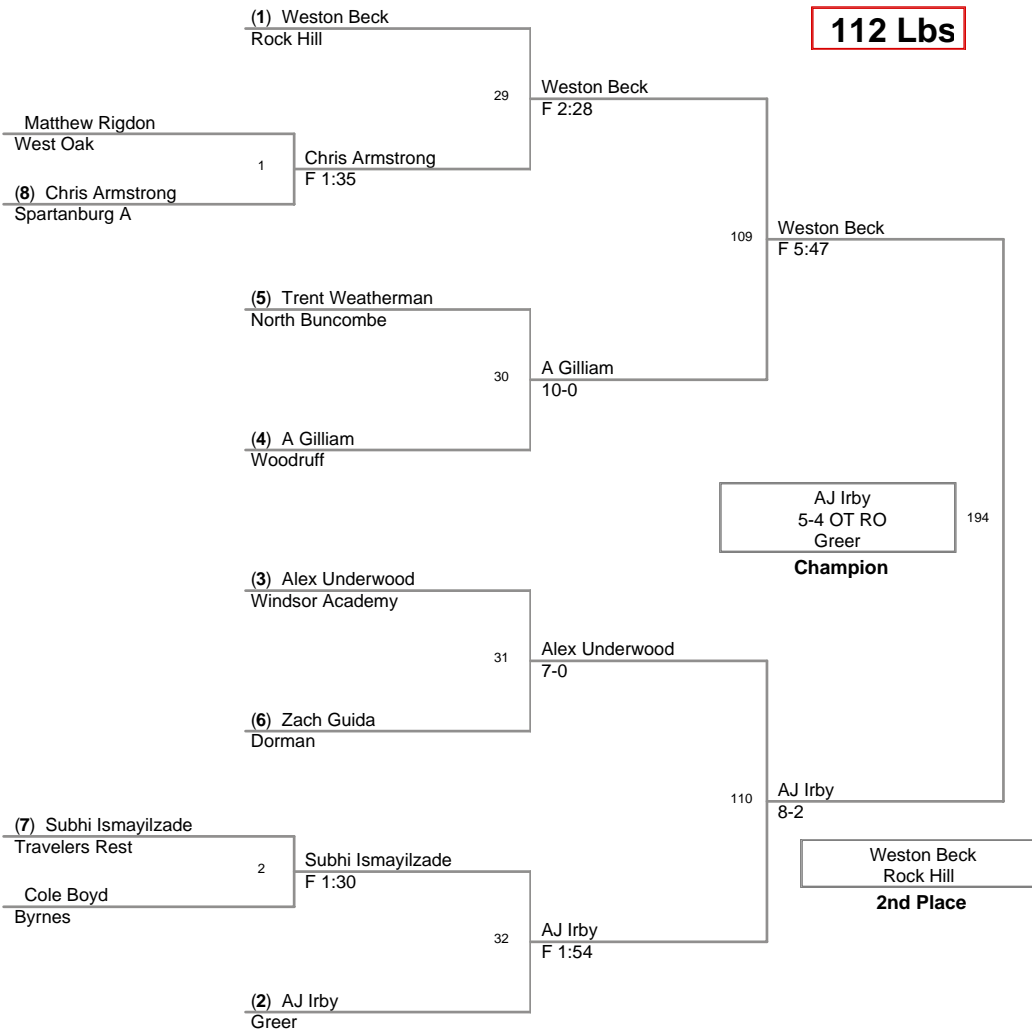 (1) Weston Beck
Rock Hill
112 Lbs
29
Weston Beck
F 2:28
Matthew Rigdon
West Oak
1
Chris Armstrong
F 1:35
(8) Chris Armstrong
Spartanburg A
109
Weston Beck
F 5:47
(5) Trent Weatherman
North Buncombe
30
A Gilliam
10-0
(4) A Gilliam
Woodruff
AJ Irby
5-4 OT RO
Greer
194
Champion
(3) Alex Underwood
Windsor Academy
31
Alex Underwood
7-0
(6) Zach Guida
Dorman
110
AJ Irby
8-2
(7) Subhi Ismayilzade
Travelers Rest
2
Subhi Ismayilzade
F 1:30
Cole Boyd
Byrnes
Weston Beck
Rock Hill
2nd Place
32
AJ Irby
F 1:54
(2) AJ Irby
Greer